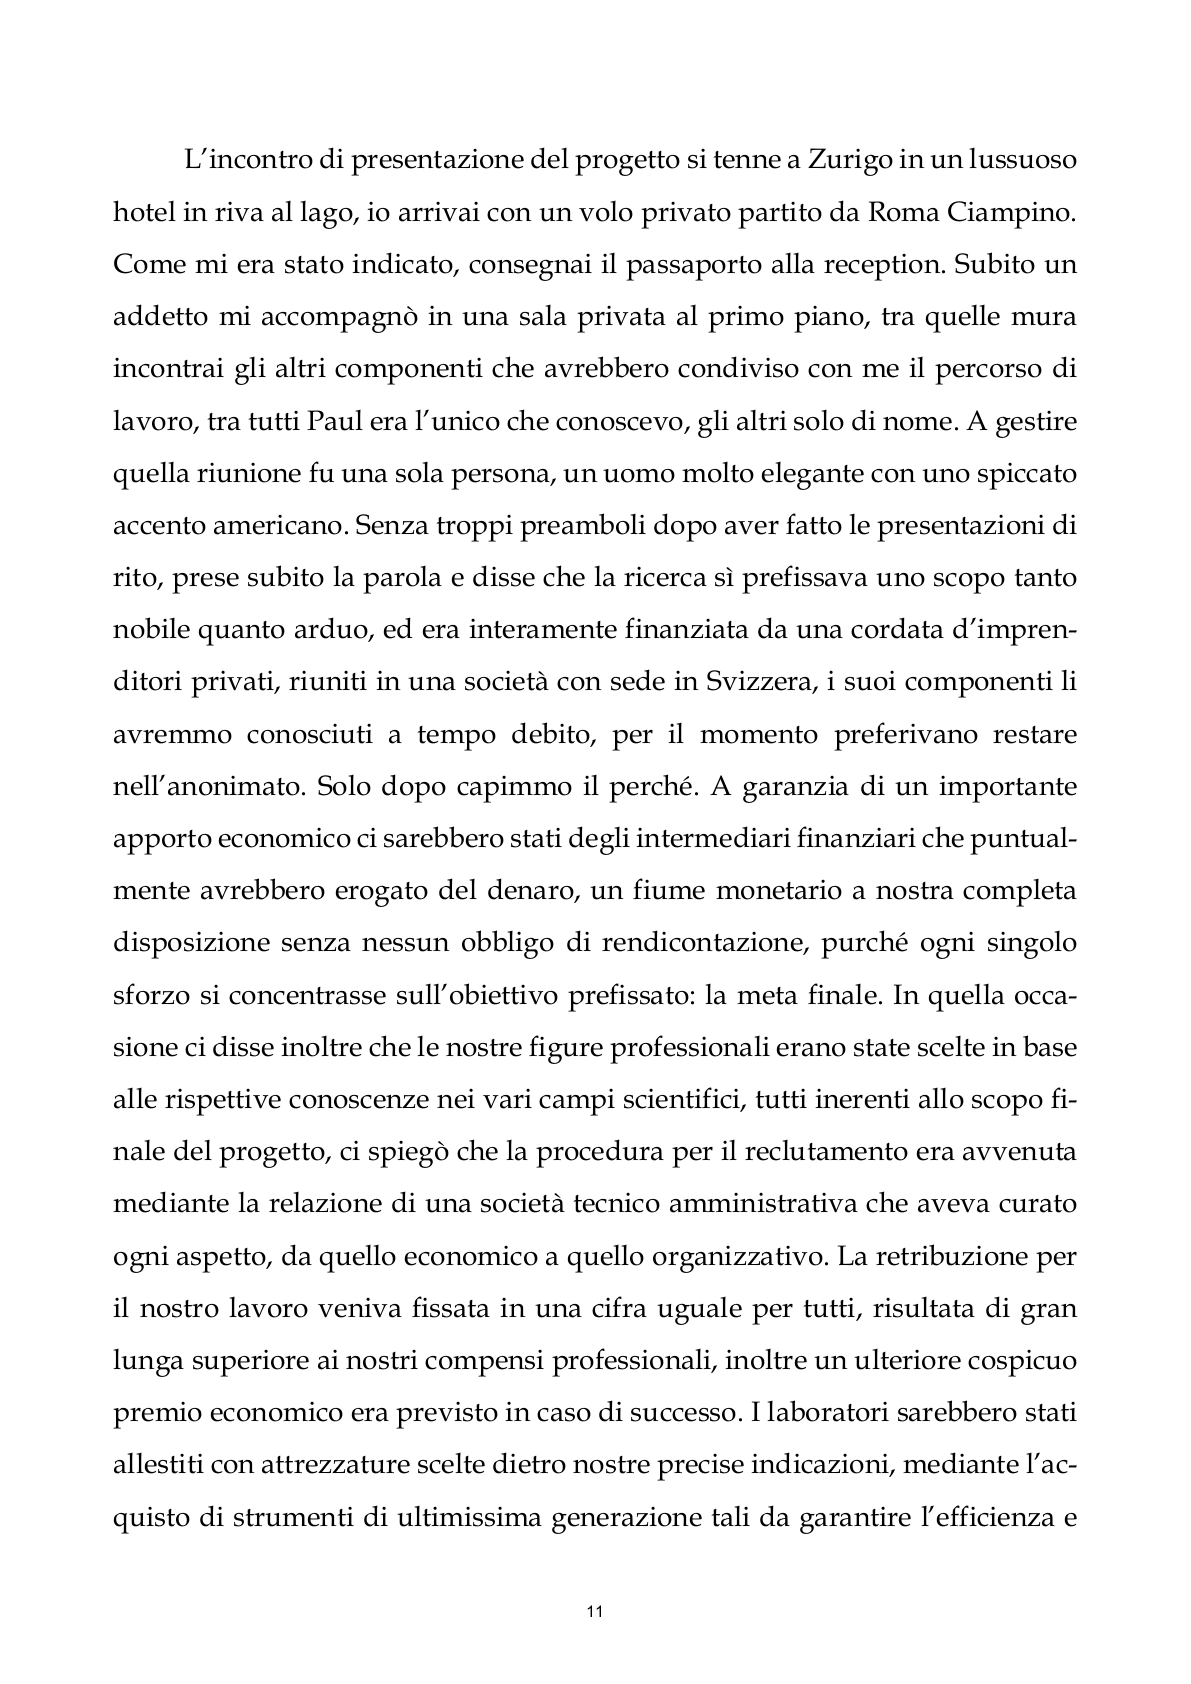 L’incontro di presentazione del progetto si tenne a Zurigo in un lussuoso
hotel in riva al lago, io arrivai con un volo privato partito da Roma Ciampino.
Come mi era stato indicato, consegnai il passaporto alla reception. Subito un
addetto mi accompagnò in una sala privata al primo piano, tra quelle mura
incontrai gli altri componenti che avrebbero condiviso con me il percorso di
lavoro, tra tutti Paul era l’unico che conoscevo, gli altri solo di nome. A gestire
quella riunione fu una sola persona, un uomo molto elegante con uno spiccato
accento americano. Senza troppi preamboli dopo aver fatto le presentazioni di
rito, prese subito la parola e disse che la ricerca sì prefissava uno scopo tanto
nobile quanto arduo, ed era interamente finanziata da una cordata d’impren-
ditori privati, riuniti in una società con sede in Svizzera, i suoi componenti li
avremmo conosciuti a tempo debito, per il momento preferivano restare
nell’anonimato. Solo dopo capimmo il perché. A garanzia di un importante
apporto economico ci sarebbero stati degli intermediari finanziari che puntual-
mente avrebbero erogato del denaro, un fiume monetario a nostra completa
disposizione senza nessun obbligo di rendicontazione, purché ogni singolo
sforzo si concentrasse sull’obiettivo prefissato: la meta finale. In quella occa-
sione ci disse inoltre che le nostre figure professionali erano state scelte in base
alle rispettive conoscenze nei vari campi scientifici, tutti inerenti allo scopo fi-
nale del progetto, ci spiegò che la procedura per il reclutamento era avvenuta
mediante la relazione di una società tecnico amministrativa che aveva curato
ogni aspetto, da quello economico a quello organizzativo. La retribuzione per
il nostro lavoro veniva fissata in una cifra uguale per tutti, risultata di gran
lunga superiore ai nostri compensi professionali, inoltre un ulteriore cospicuo
premio economico era previsto in caso di successo. I laboratori sarebbero stati
allestiti con attrezzature scelte dietro nostre precise indicazioni, mediante l’ac-
quisto di strumenti di ultimissima generazione tali da garantire l’efficienza e
11